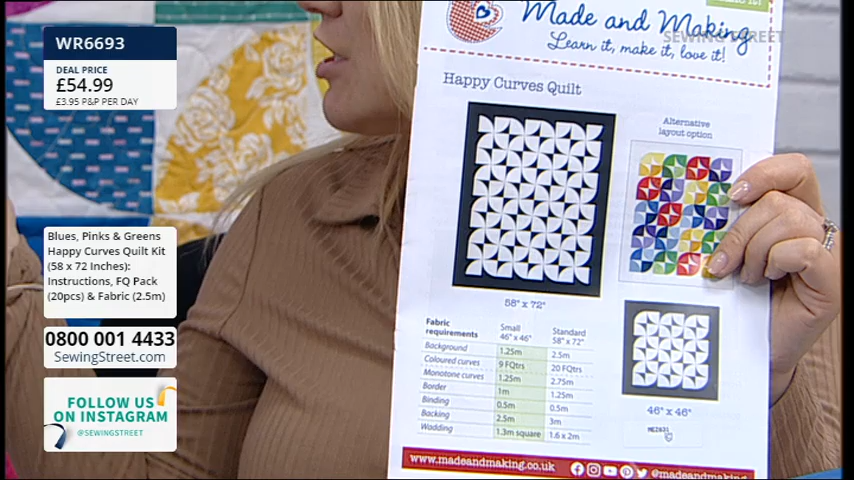 WR6693
DEAL PRICE
£54.99
£3.95 P&P PER DAY
Blues, Pinks & Greens
Happy Curves Quilt Kit
(58 x 72 Inches):
Instructions, FQ Pack
(20pcs) & Fabric (2.5m)
0800 001 4433
SewingStreet.com
FOLLOW US
ON INSTAGRAM
@SEWINGSTREET
SEWING STREET
Made and Making
Learn it, make it, love it!
Happy Curves Quilt
Alternative
layout option
58" x 72"
Fabric requirements Small 46" x 46" Standard 58" x 72"
Background 1.25m 2.5m
Coloured curves 9 FQtrs 20 FQtrs
Monotone curves 1.25m 2.75m
Border 1m 1.25m
Binding 0.5m 0.5m
Backing 2.5m 3m
Wadding 1.3m square 1.6 x 2m
46" x 46"
www.madeandmaking.co.uk @madeandmaking